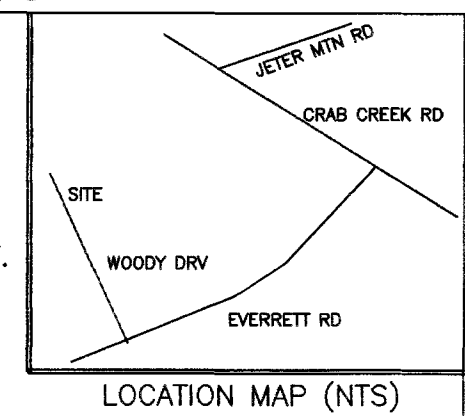 JETER MTN RD
CRAB CREEK RD
SITE
WOODY DRV
EVERRETT RD
LOCATION MAP (NTS)